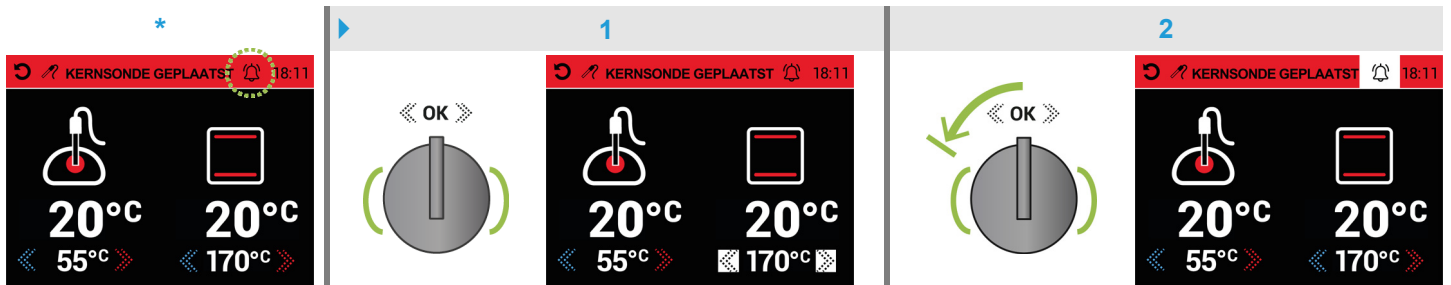 * 1 2
KERNSONDE GEPLAATST 18:11
20°C 20°C
55°C 170°C
OK
KERNSONDE GEPLAATST 18:11
20°C 20°C
55°C 170°C
OK
KERNSONDE GEPLAATST 18:11
20°C 20°C
55°C 170°C